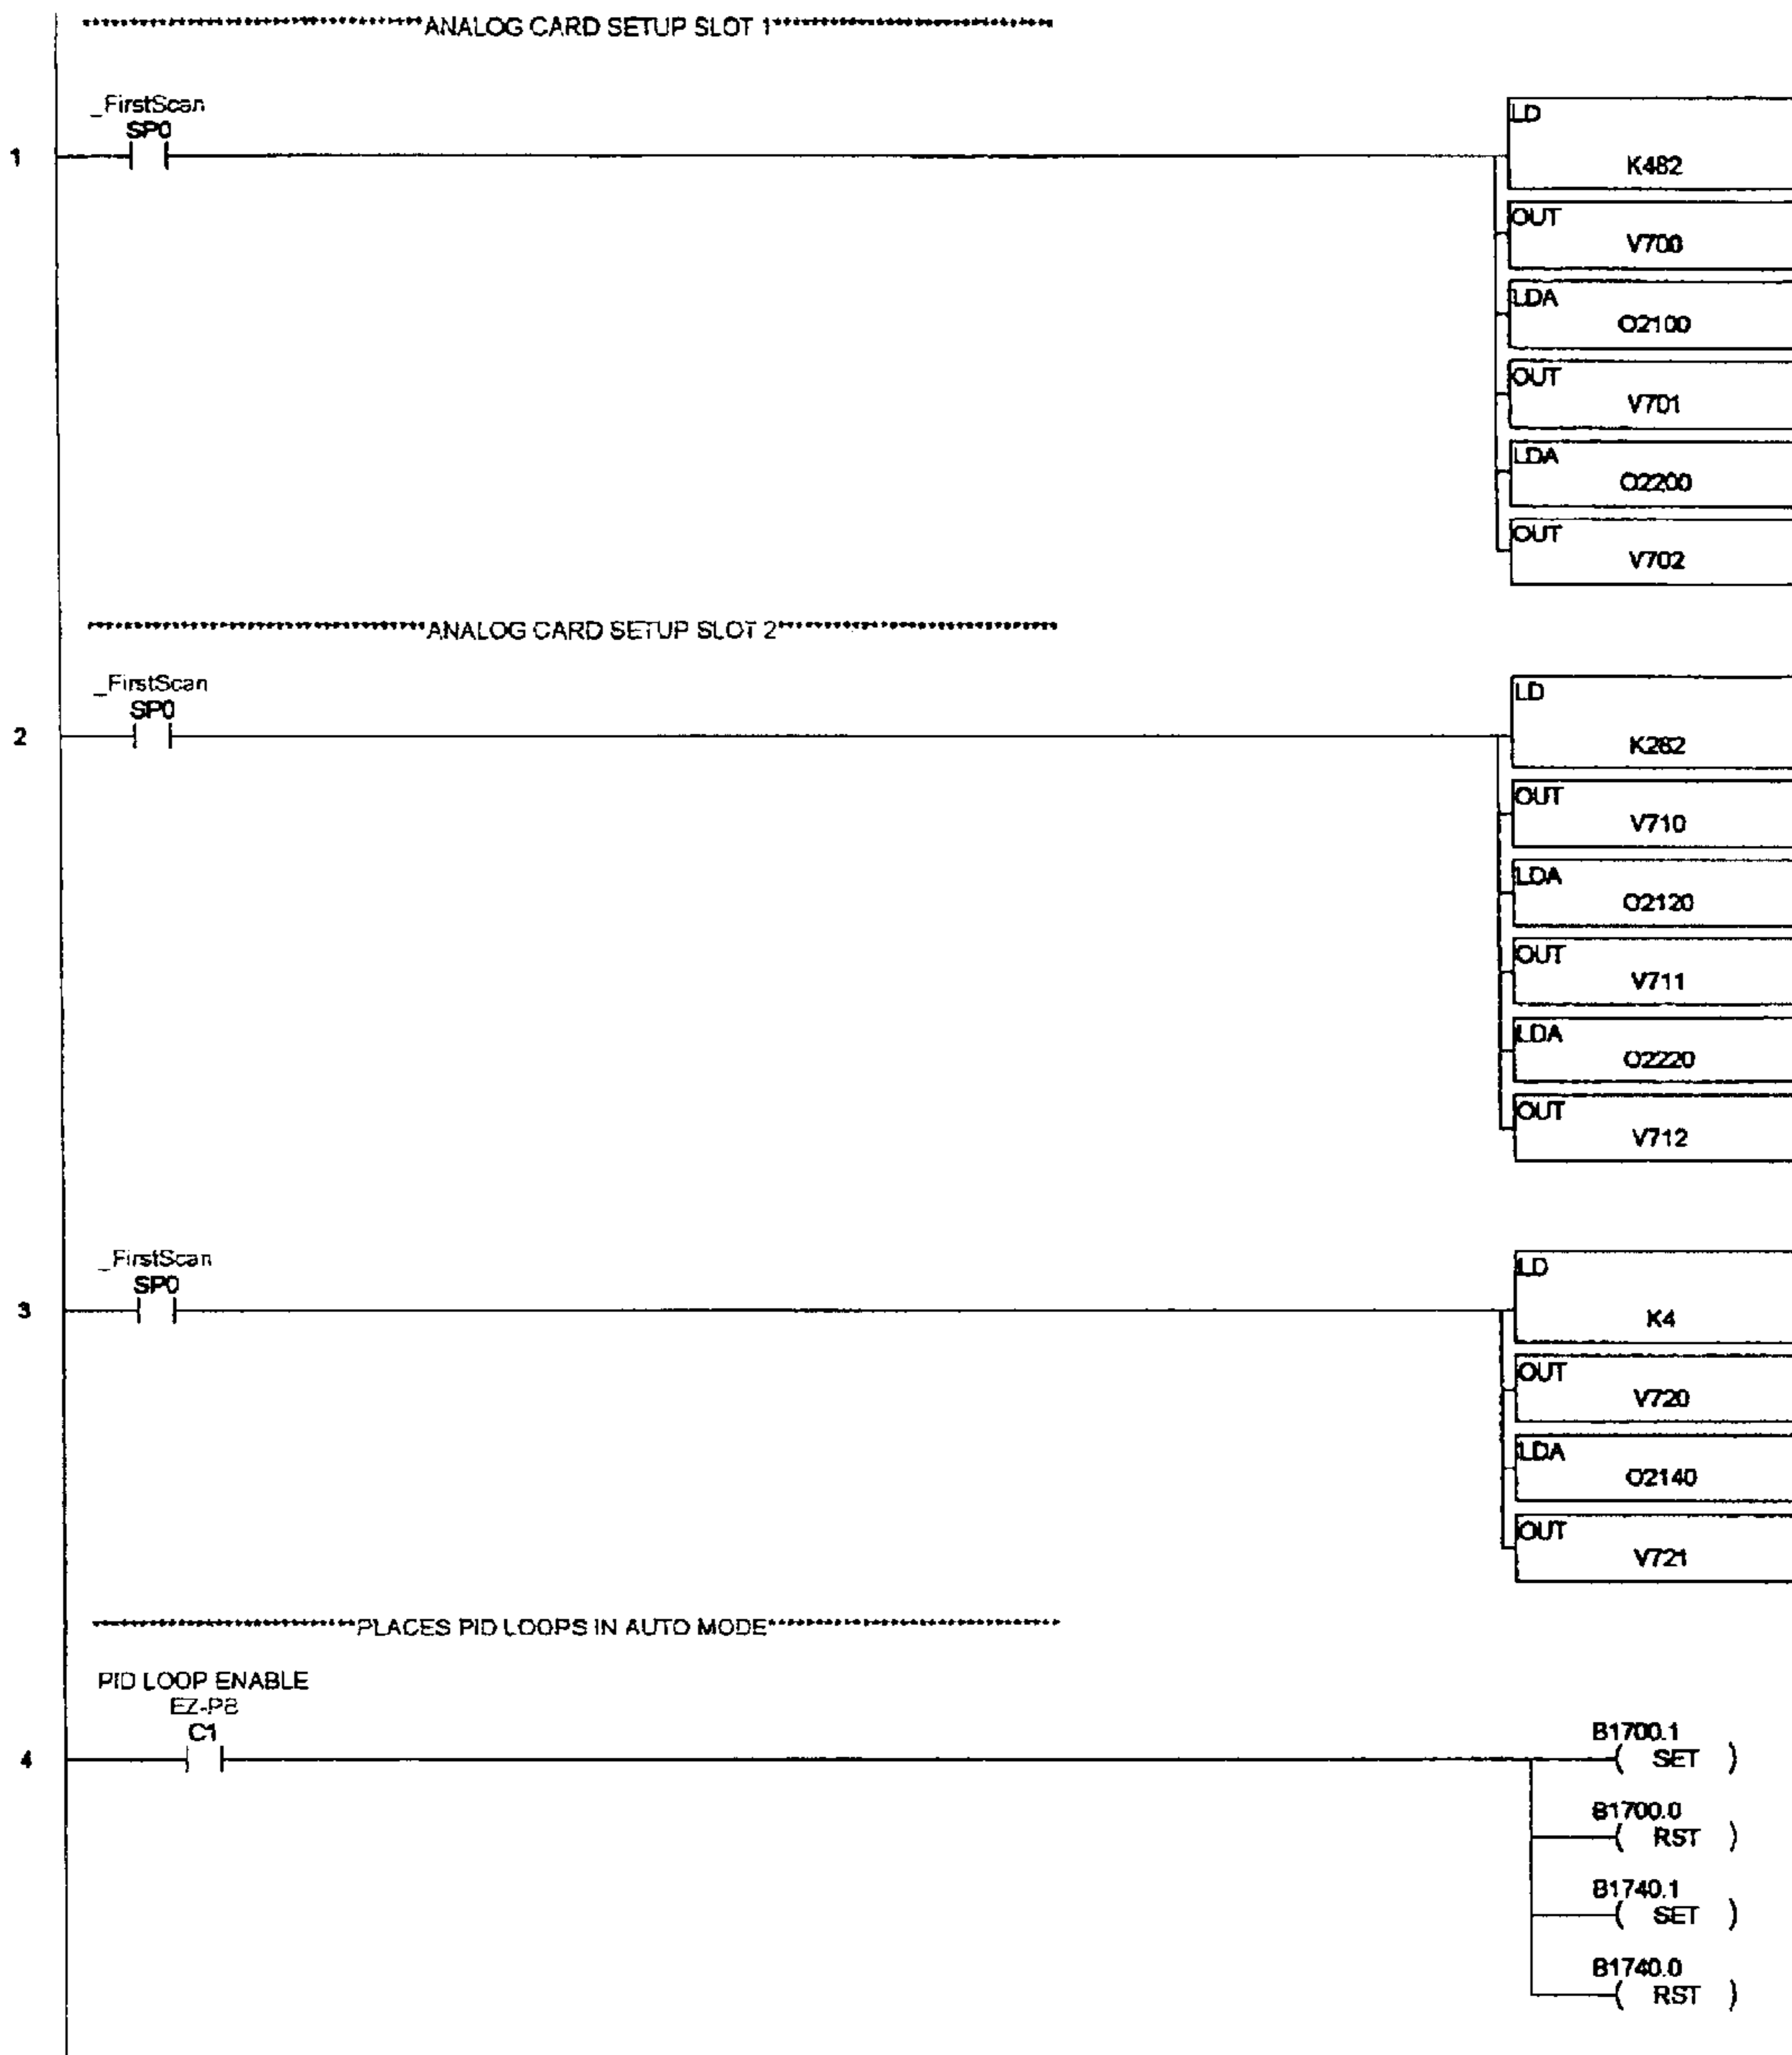 *********************************ANALOG CARD SETUP SLOT 1*****************************
_FirstScan
SP0
1
LD
K482
OUT
V700
LDA
O2100
OUT
V701
LDA
O2200
OUT
V702
*********************************ANALOG CARD SETUP SLOT 2*****************************
_FirstScan
SP0
2
LD
K282
OUT
V710
LDA
O2120
OUT
V711
LDA
O2220
OUT
V712
_FirstScan
SP0
3
LD
K4
OUT
V720
LDA
O2140
OUT
V721
**************************PLACES PID LOOPS IN AUTO MODE*****************************
PID LOOP ENABLE
EZ-PB
C1
4
B1700.1
( SET )
B1700.0
( RST )
B1740.1
( SET )
B1740.0
( RST )